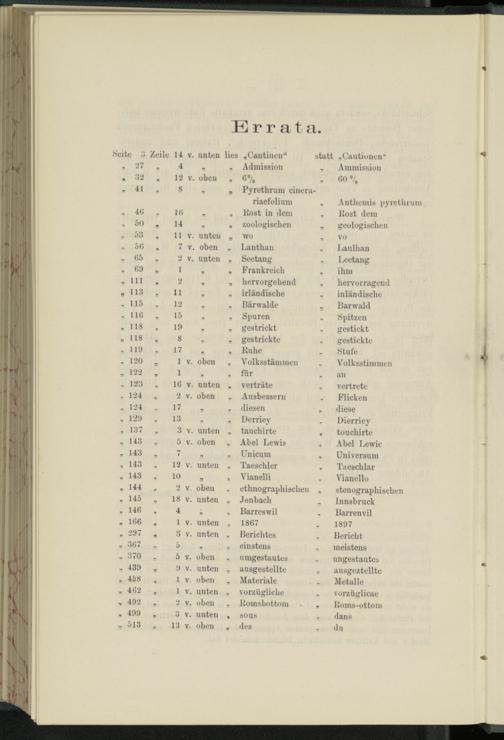 Errata.
Seite 3 Zeile 14 v. unten lies „Cantinen“ statt „Cautionen“
„ 27 „ 4 „ „ Admission „ Ammission
„ 32 „ 12 v. oben „ 6% „ 60 %
„ 41 „ 8 „ „ Pyrethrum cinera-
riaefolium „ Anthemis pyrethrum
„ 46 „ 16 „ „ Rost in dem „ Rost dem
„ 50 „ 14 „ „ zoologischen „ geologischen
„ 53 „ 11 v. unten „ wo „ vo
„ 56 „ 7 v. oben „ Lanthan „ Laulhan
„ 65 „ 2 v. unten „ Seetang „ Leetang
„ 69 „ 1 „ „ Frankreich „ ihm
„ 111 „ 2 „ „ hervorgehend „ hervorragend
„ 113 „ 11 „ „ irländische „ inländische
„ 115 „ 12 „ „ Bärwalde „ Barwald
„ 116 „ 15 „ „ Spuren „ Spitzen
„ 118 „ 19 „ „ gestrickt „ gestickt
„ 118 „ 8 „ „ gestrickte „ gestickte
„ 119 „ 17 „ „ Ruhe „ Stufe
„ 120 „ 1 v. oben „ Volksstämmen „ Volksstimmen
„ 122 „ 1 „ „ für „ an
„ 123 „ 16 v. unten „ verträte „ vertrete
„ 124 „ 2 v. oben „ Ausbessern „ Flicken
„ 124 „ 17 „ „ diesen „ diese
„ 129 „ 13 „ „ Derriey „ Dierriey
„ 137 „ 3 v. unten „ tauchirte „ touchirte
„ 143 „ 5 v. oben „ Abel Lewis „ Abel Lewic
„ 143 „ 7 „ „ Unicum „ Universum
„ 143 „ 12 v. unten „ Taeschler „ Taeschlar
„ 143 „ 10 „ „ Vianelli „ Vianello
„ 144 „ 2 v. oben „ ethnographischen „ stenographischen
„ 145 „ 18 v. unten „ Jenbach „ Innsbruck
„ 146 „ 4 „ „ Barreswil „ Barrenvil
„ 166 „ 1 v. unten „ 1867 „ 1897
„ 297 „ 3 v. unten „ Berichtes „ Bericht
„ 367 „ 5 „ „ einstens „ meistens
„ 370 „ 5 v. oben „ umgestautes „ ungestautes
„ 439 „ 9 v. unten „ ausgestellte „ ausgeztellte
„ 458 „ 1 v. oben „ Materiale „ Metalle
„ 462 „ 1 v. unten „ vorzügliche „ vorzüglicae
„ 492 „ 2 v. oben „ Romsbottom „ Roms-ottom
„ 499 „ 3 v. unten „ sous „ dans
„ 513 „ 13 v. oben „ des „ du